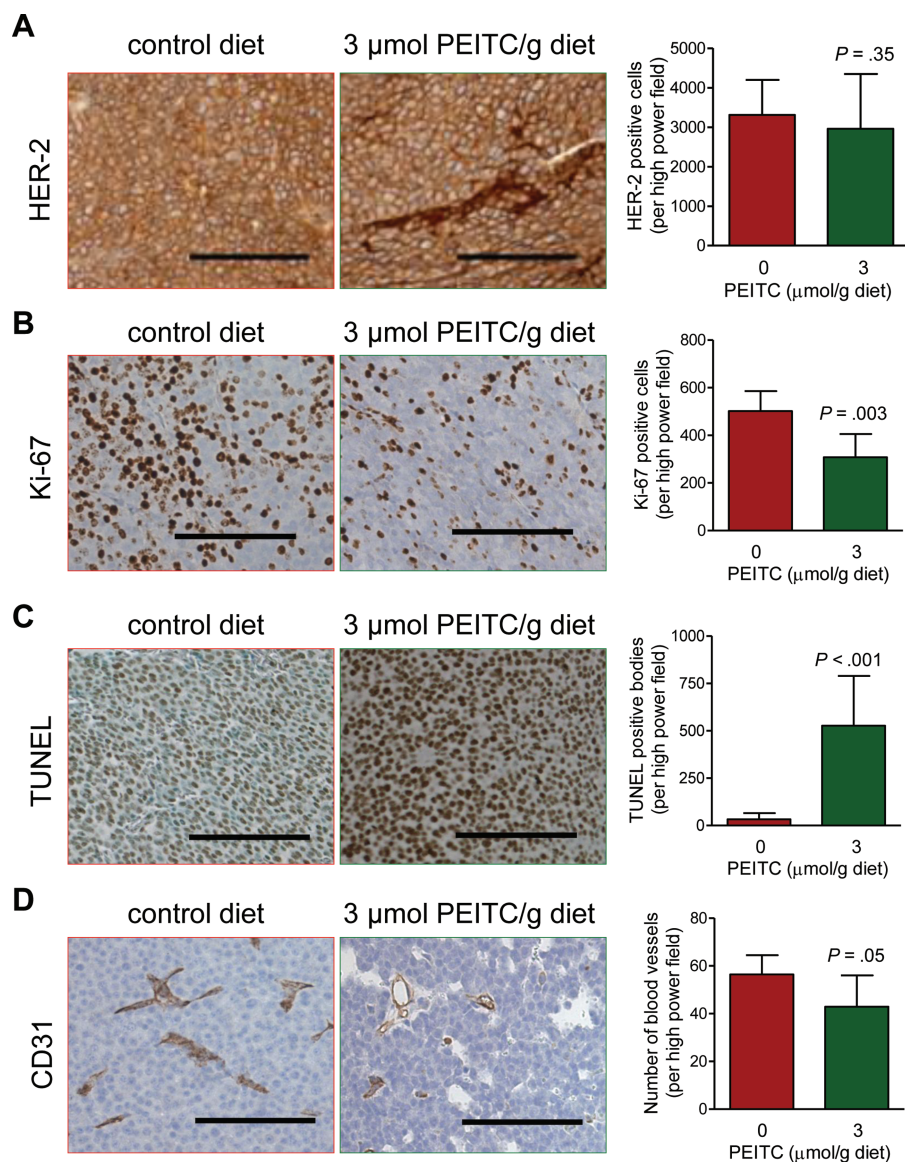 A
control diet
3 µmol PEITC/g diet
HER-2
HER-2 positive cells
(per high power field)
5000
4000
3000
2000
1000
0
P = .35
0
3
PEITC (µmol/g diet)
B
control diet
3 µmol PEITC/g diet
Ki-67
Ki-67 positive cells
(per high power field)
800
600
400
200
0
P = .003
0
3
PEITC (µmol/g diet)
C
control diet
3 µmol PEITC/g diet
TUNEL
TUNEL positive bodies
(per high power field)
1000
750
500
250
0
P < .001
0
3
PEITC (µmol/g diet)
D
control diet
3 µmol PEITC/g diet
CD31
Number of blood vessels
(per high power field)
80
60
40
20
0
P = .05
0
3
PEITC (µmol/g diet)